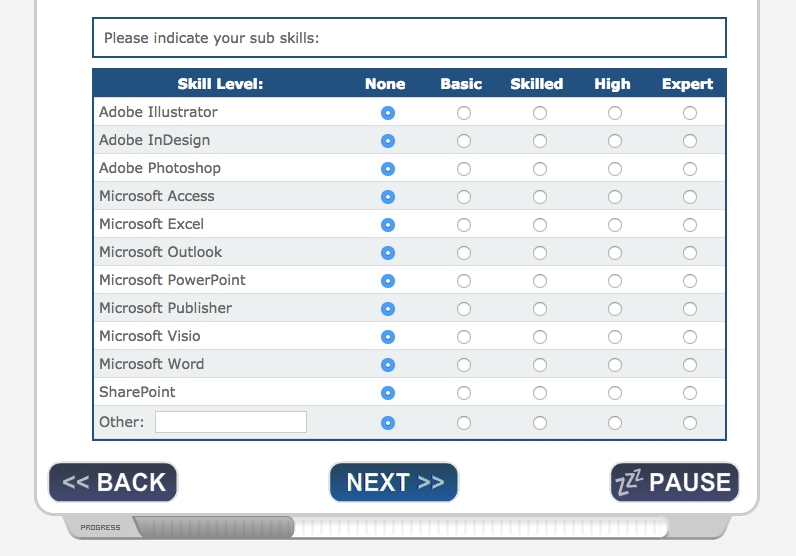 Please indicate your sub skills:
Skill Level: None Basic Skilled High Expert
Adobe Illustrator
Adobe InDesign
Adobe Photoshop
Microsoft Access
Microsoft Excel
Microsoft Outlook
Microsoft PowerPoint
Microsoft Publisher
Microsoft Visio
Microsoft Word
SharePoint
Other:
<< BACK NEXT >> zzz PAUSE
PROGRESS